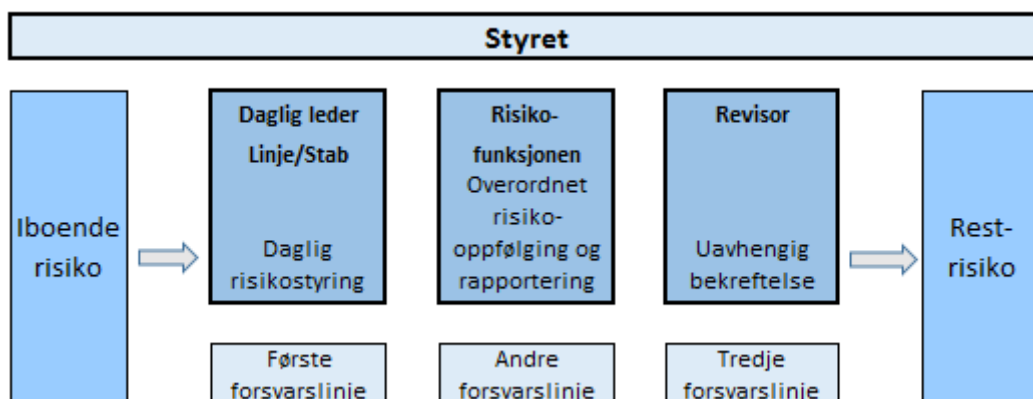 Styret
Iboende
risiko
Daglig leder
Linje/Stab
Daglig
risikostyring
Risiko-
funksjonen
Overordnet
risiko-
oppfølging og
rapportering
Revisor
Uavhengig
bekreftelse
Rest-
risiko
Første
forsvarslinje
Andre
forsvarslinje
Tredje
forsvarslinje